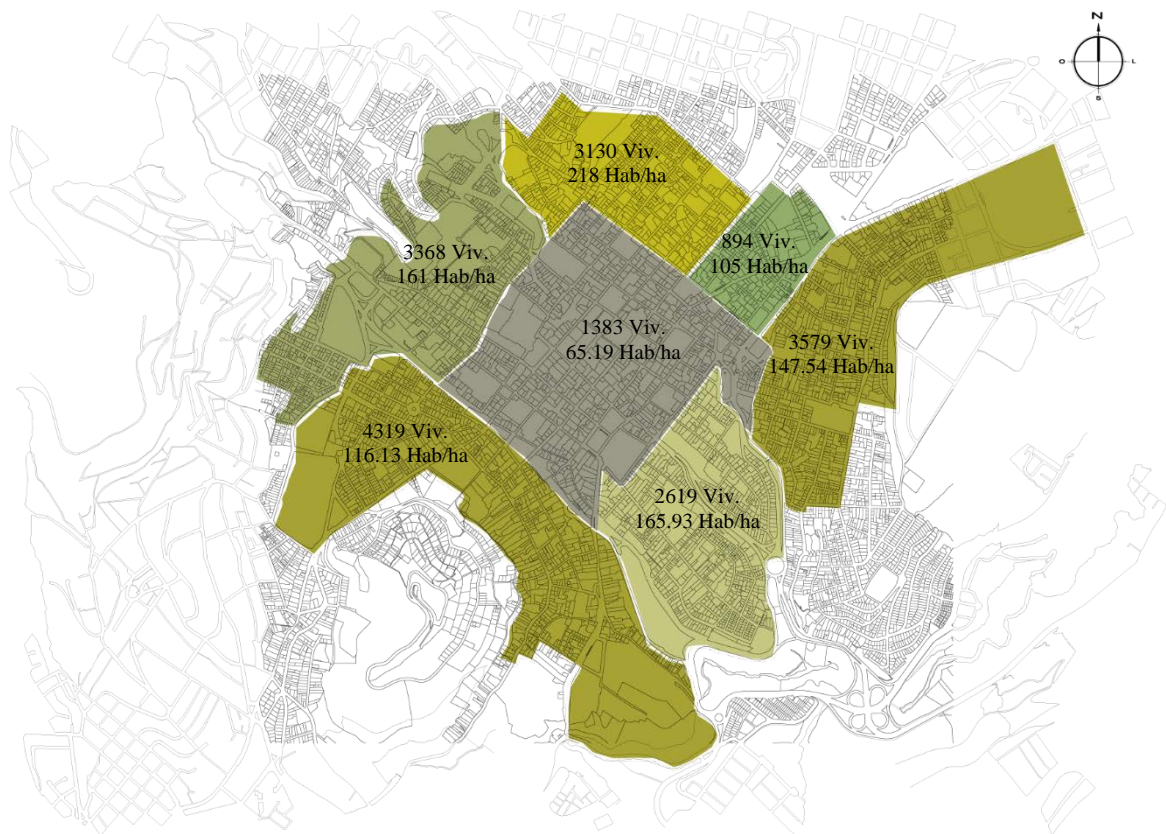 N
O
L
S
3130 Viv.
218 Hab/ha
894 Viv.
105 Hab/ha
3368 Viv.
161 Hab/ha
1383 Viv.
65.19 Hab/ha
3579 Viv.
147.54 Hab/ha
4319 Viv.
116.13 Hab/ha
2619 Viv.
165.93 Hab/ha